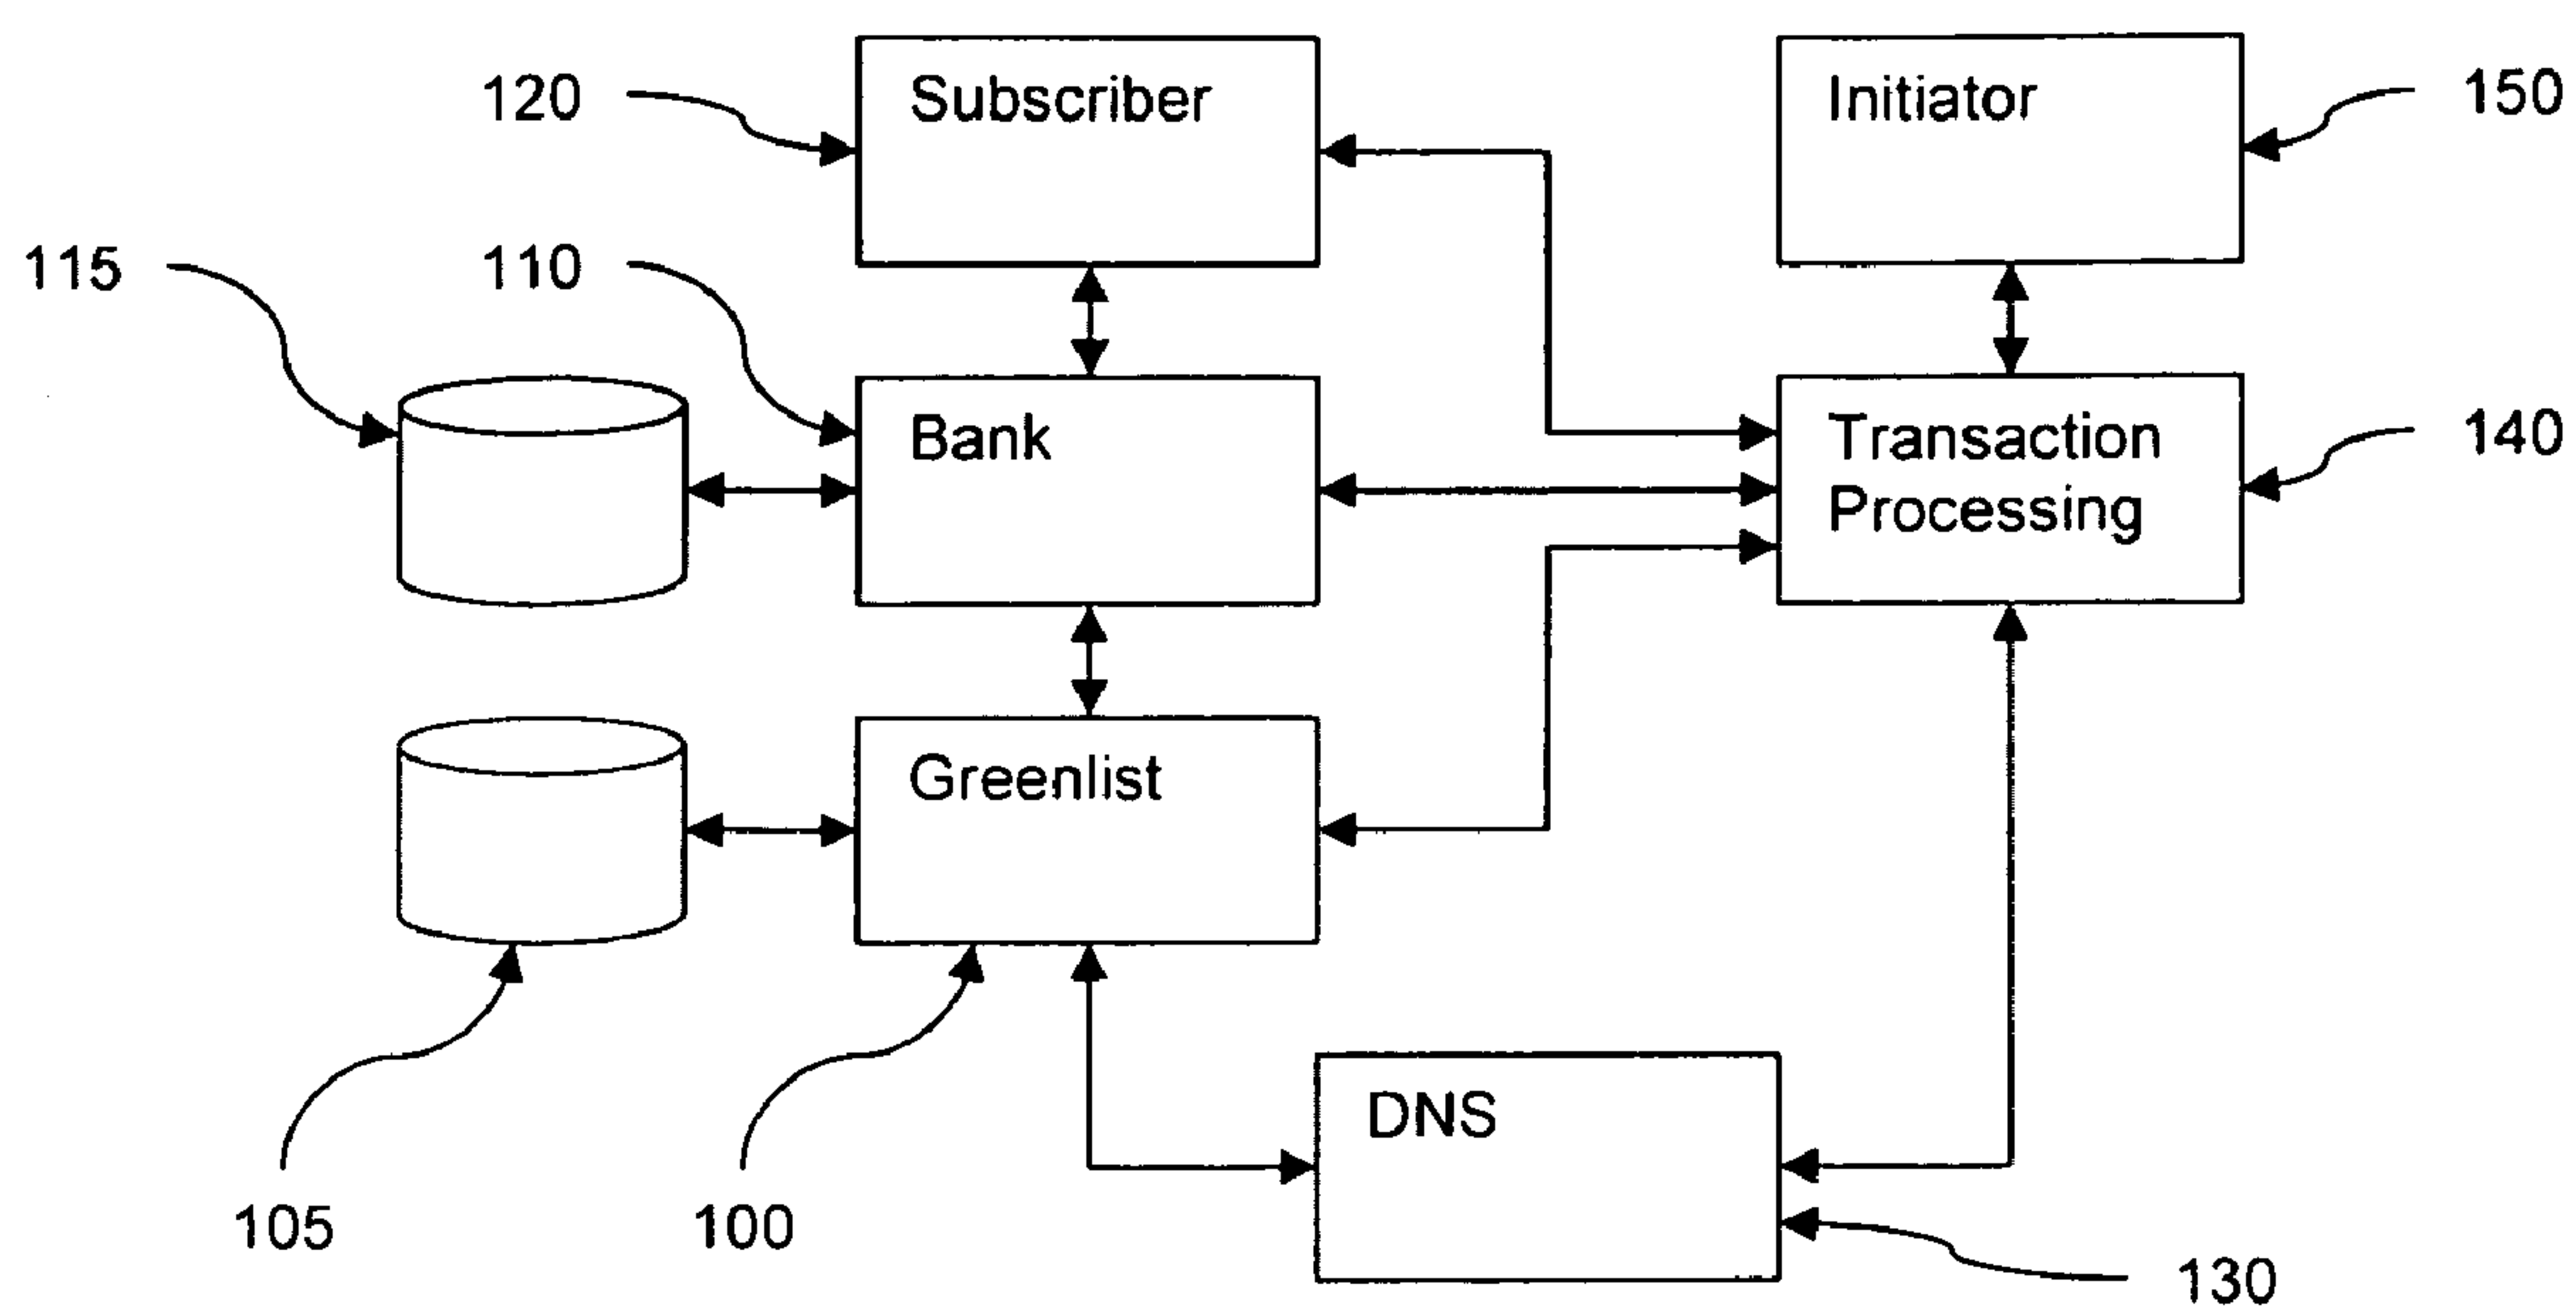 120
Subscriber
Initiator
150
115
110
Bank
Transaction
Processing
140
Greenlist
105
100
DNS
130